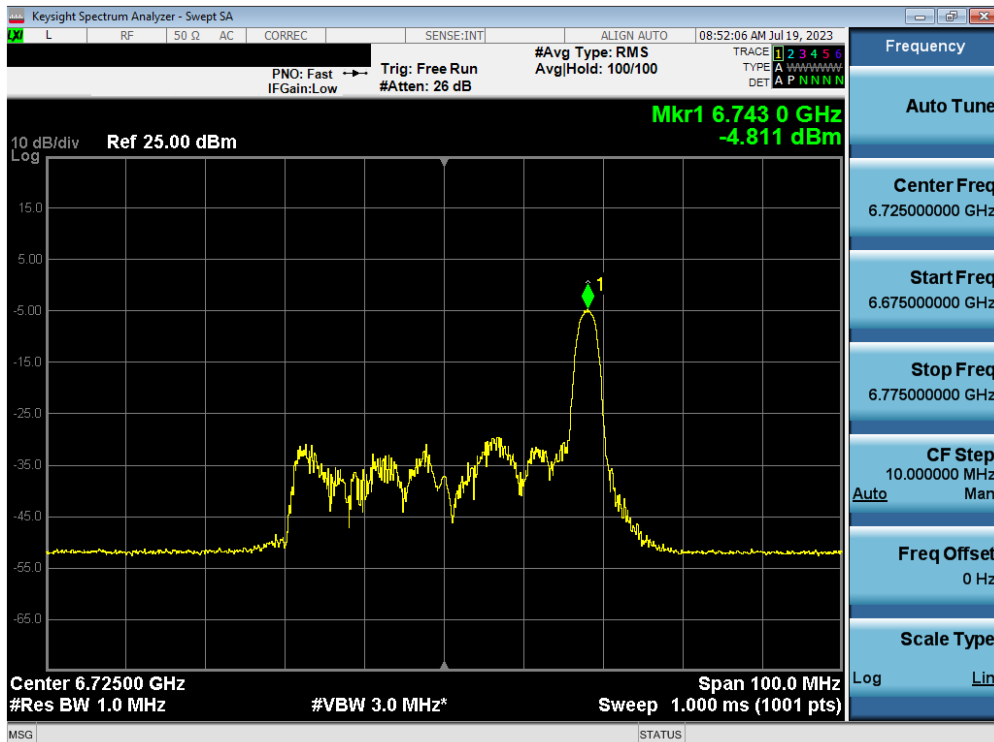 Keysight Spectrum Analyzer - Swept SA
LXI L RF 50 Ω AC CORREC SENSE:INT ALIGN AUTO 08:52:06 AM Jul 19, 2023
PNO: Fast
IFGain:Low
Trig: Free Run
#Atten: 26 dB
#Avg Type: RMS
Avg|Hold: 100/100
TRACE 1 2 3 4 5 6
TYPE A WWWWW
DET A P N N N N
Mkr1 6.743 0 GHz
-4.811 dBm
10 dB/div Ref 25.00 dBm
Log
15.0
5.00
-5.00
-15.0
-25.0
-35.0
-45.0
-55.0
-65.0
1
Center 6.72500 GHz Span 100.0 MHz
#Res BW 1.0 MHz #VBW 3.0 MHz* Sweep 1.000 ms (1001 pts)
MSG STATUS
Frequency
Auto Tune
Center Freq
6.725000000 GHz
Start Freq
6.675000000 GHz
Stop Freq
6.775000000 GHz
CF Step
10.000000 MHz
Auto Man
Freq Offset
0 Hz
Scale Type
Log Lin